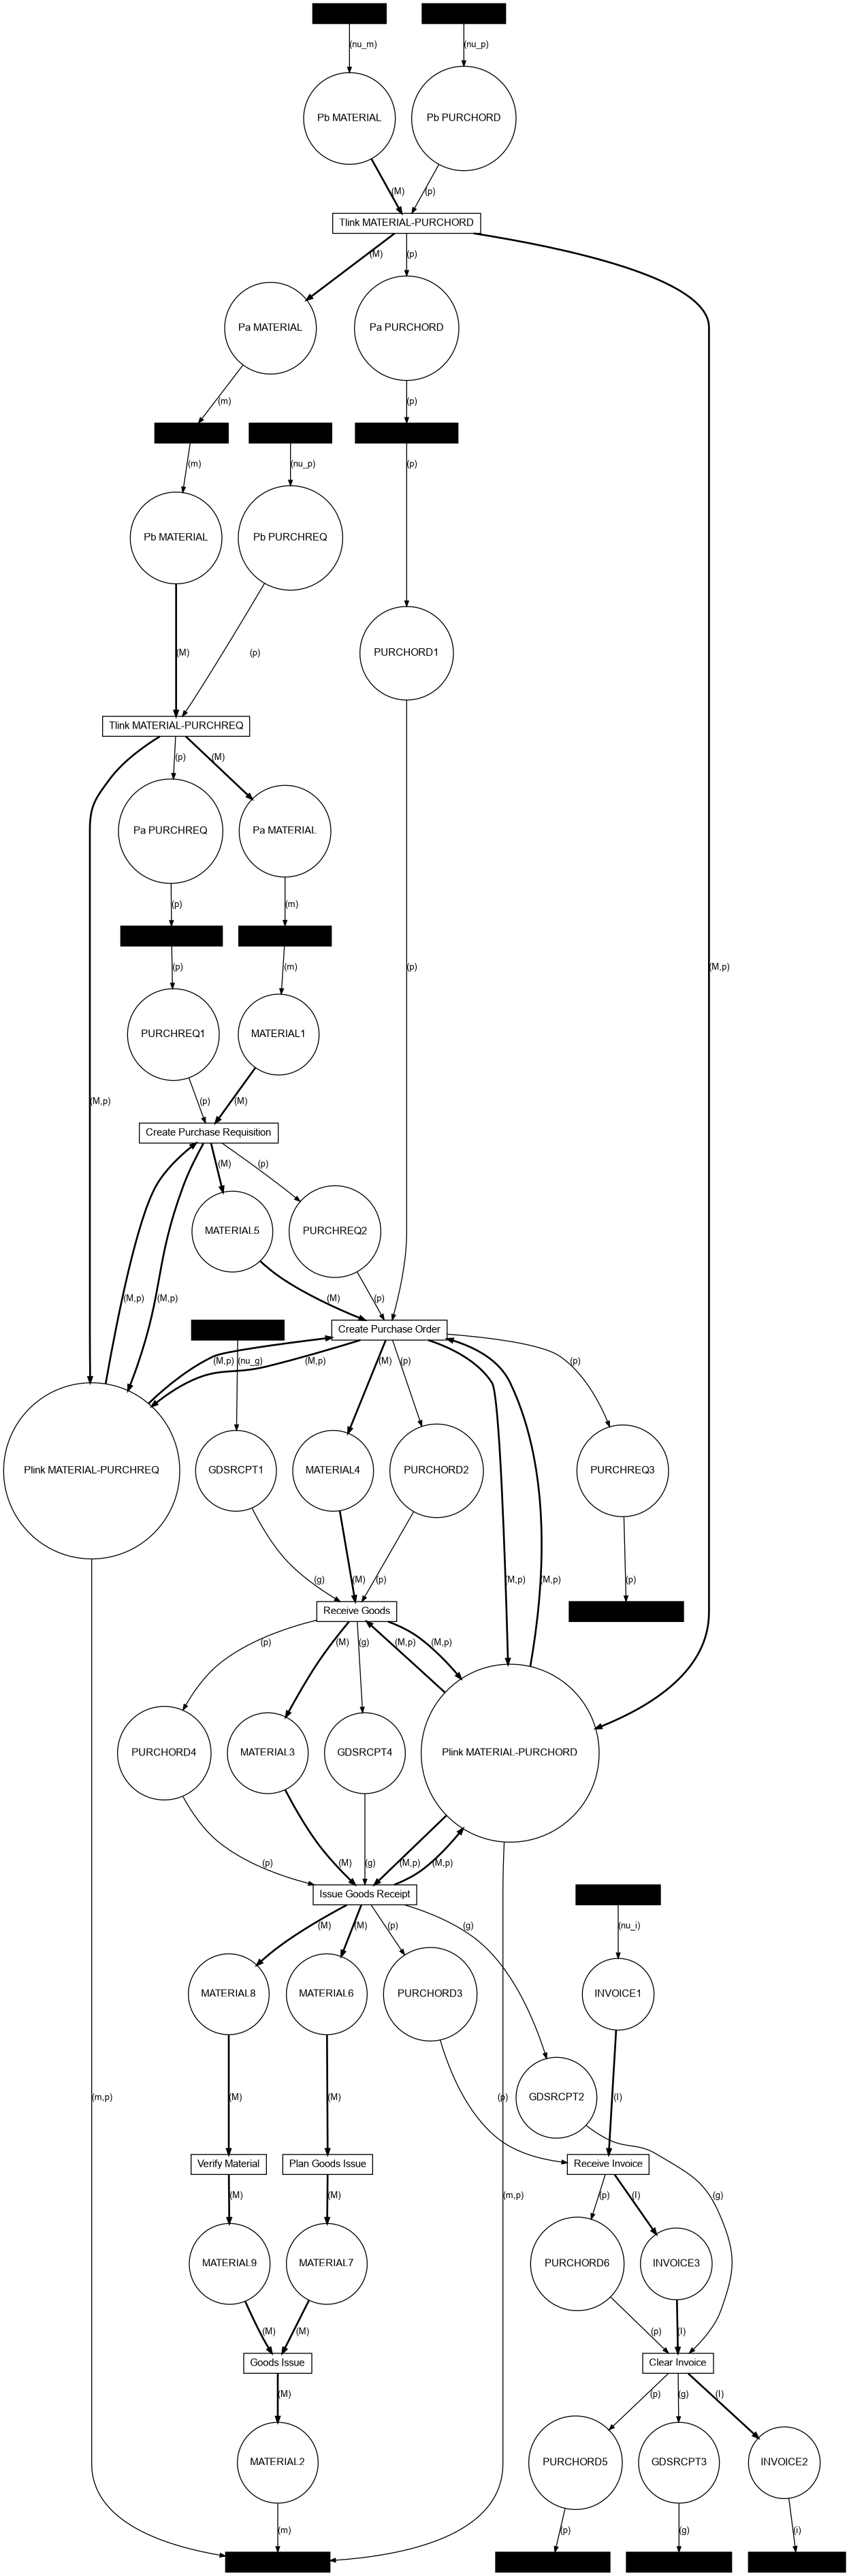 (nu_m)
(nu_p)
Pb MATERIAL
Pb PURCHORD
(M)
(p)
Tlink MATERIAL-PURCHORD
(M)
(p)
Pa MATERIAL
Pa PURCHORD
(m)
(p)
(m)
(nu_p)
(p)
Pb MATERIAL
Pb PURCHREQ
(M)
(p)
PURCHORD1
Tlink MATERIAL-PURCHREQ
(p)
(M)
Pa PURCHREQ
Pa MATERIAL
(p)
(m)
(p)
(m)
(p)
(M,p)
PURCHREQ1
MATERIAL1
(M,p)
(p)
(M)
Create Purchase Requisition
(M)
(p)
MATERIAL5
PURCHREQ2
(M,p)
(M,p)
(M)
(p)
Create Purchase Order
(M,p)
(nu_g)
(M,p)
(M)
(p)
(p)
Plink MATERIAL-PURCHREQ
GDSRCPT1
MATERIAL4
PURCHORD2
PURCHREQ3
(g)
(M)
(p)
(M,p)
(M,p)
(p)
Receive Goods
(p)
(M)
(g)
(M,p)
(M,p)
PURCHORD4
MATERIAL3
GDSRCPT4
Plink MATERIAL-PURCHORD
(p)
(M)
(g)
(M,p)
(M,p)
Issue Goods Receipt
(M)
(M)
(p)
(g)
(nu_i)
MATERIAL8
MATERIAL6
PURCHORD3
INVOICE1
(m,p)
(M)
(M)
(p)
GDSRCPT2
(I)
Verify Material
Plan Goods Issue
Receive Invoice
(M)
(M)
(m,p)
(p)
(I)
(g)
MATERIAL9
MATERIAL7
PURCHORD6
INVOICE3
(M)
(M)
(p)
(I)
Goods Issue
Clear Invoice
(M)
(p)
(g)
(I)
MATERIAL2
PURCHORD5
GDSRCPT3
INVOICE2
(m)
(p)
(g)
(i)